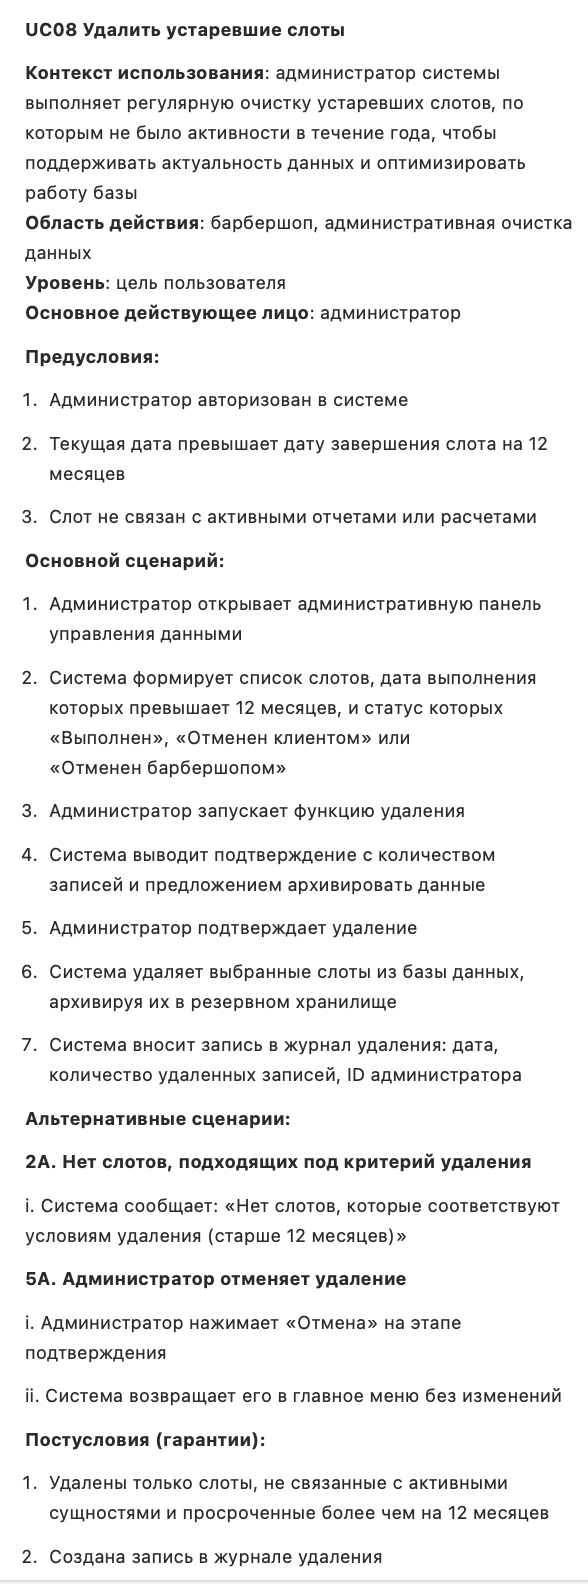 UC08 Удалить устаревшие слоты
Контекст использования: администратор системы
выполняет регулярную очистку устаревших слотов, по
которым не было активности в течение года, чтобы
поддерживать актуальность данных и оптимизировать
работу базы
Область действия: барбершоп, административная очистка
данных
Уровень: цель пользователя
Основное действующее лицо: администратор
Предусловия:
1. Администратор авторизован в системе
2. Текущая дата превышает дату завершения слота на 12
месяцев
3. Слот не связан с активными отчетами или расчетами
Основной сценарий:
1. Администратор открывает административную панель
управления данными
2. Система формирует список слотов, дата выполнения
которых превышает 12 месяцев, и статус которых
«Выполнен», «Отменен клиентом» или
«Отменен барбершопом»
3. Администратор запускает функцию удаления
4. Система выводит подтверждение с количеством
записей и предложением архивировать данные
5. Администратор подтверждает удаление
6. Система удаляет выбранные слоты из базы данных,
архивируя их в резервном хранилище
7. Система вносит запись в журнал удаления: дата,
количество удаленных записей, ID администратора
Альтернативные сценарии:
2А. Нет слотов, подходящих под критерий удаления
i. Система сообщает: «Нет слотов, которые соответствуют
условиям удаления (старше 12 месяцев)»
5А. Администратор отменяет удаление
i. Администратор нажимает «Отмена» на этапе
подтверждения
ii. Система возвращает его в главное меню без изменений
Постусловия (гарантии):
1. Удалены только слоты, не связанные с активными
сущностями и просроченные более чем на 12 месяцев
2. Создана запись в журнале удаления